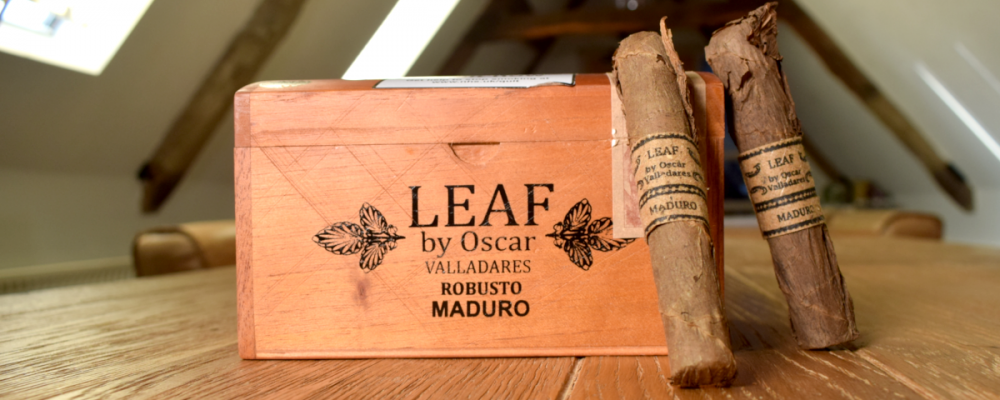 LEAF
by Oscar
VALLADARES
ROBUSTO
MADURO
LEAF
by Oscar
Valladares
MADURO
LEAF
by Oscar
Valladares
MADURO